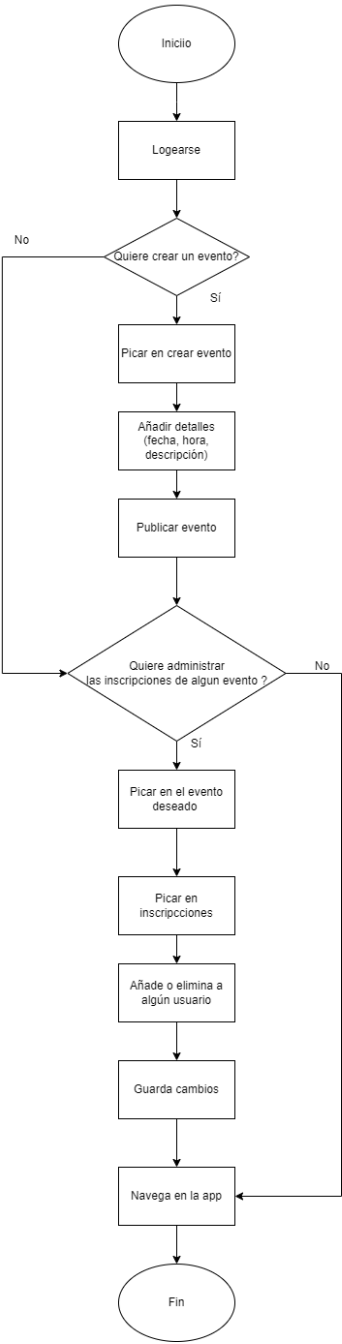 Iniciio
Logearse
No
Quiere crear un evento?
Sí
Picar en crear evento
Añadir detalles
(fecha, hora,
descripción)
Publicar evento
Quiere administrar
las inscripciones de algun evento ?
No
Sí
Picar en el evento
deseado
Picar en
inscripcciones
Añade o elimina a
algún usuario
Guarda cambios
Navega en la app
Fin